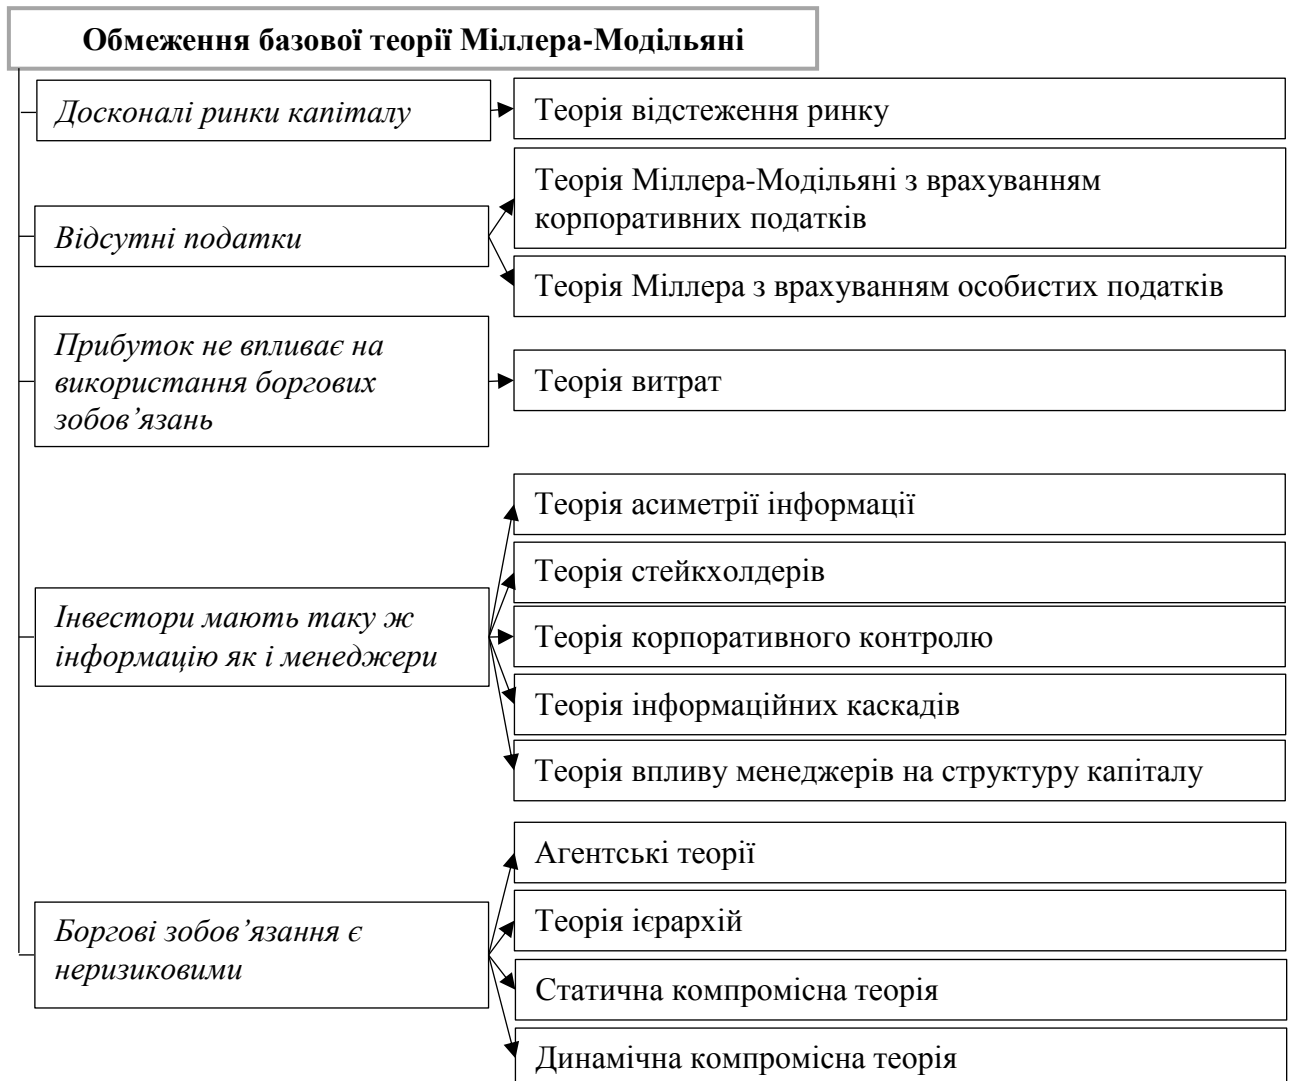 Обмеження базової теорії Міллера-Модільяні
Досконалі ринки капіталу
Теорія відстеження ринку
Відсутні податки
Теорія Міллера-Модільяні з врахуванням
корпоративних податків
Теорія Міллера з врахуванням особистих податків
Прибуток не впливає на
використання боргових
зобов’язань
Теорія витрат
Інвестори мають таку ж
інформацію як і менеджери
Теорія асиметрії інформації
Теорія стейкхолдерів
Теорія корпоративного контролю
Теорія інформаційних каскадів
Теорія впливу менеджерів на структуру капіталу
Боргові зобов’язання є
неризиковими
Агентські теорії
Теорія ієрархій
Статична компромісна теорія
Динамічна компромісна теорія